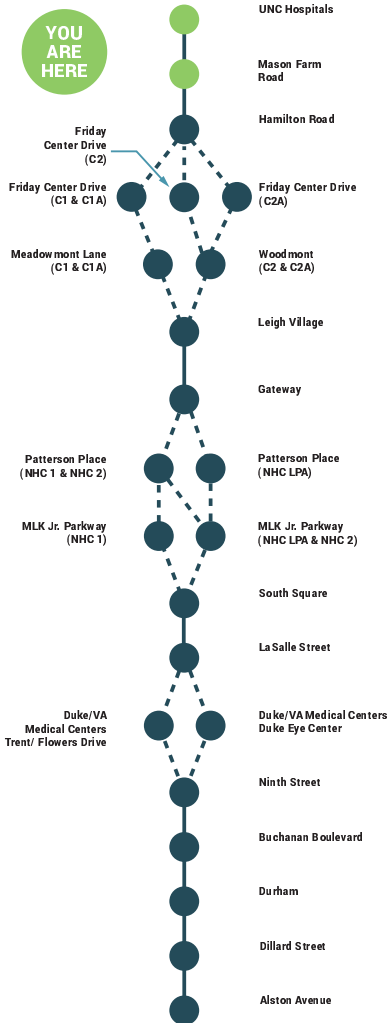 YOU
ARE
HERE
UNC Hospitals
Mason Farm
Road
Hamilton Road
Friday
Center Drive
(C2)
Friday Center Drive
(C1 & C1A)
Friday Center Drive
(C2A)
Meadowmont Lane
(C1 & C1A)
Woodmont
(C2 & C2A)
Leigh Village
Gateway
Patterson Place
(NHC 1 & NHC 2)
Patterson Place
(NHC LPA)
MLK Jr. Parkway
(NHC 1)
MLK Jr. Parkway
(NHC LPA & NHC 2)
South Square
LaSalle Street
Duke/VA
Medical Centers
Trent/ Flowers Drive
Duke/VA Medical Centers
Duke Eye Center
Ninth Street
Buchanan Boulevard
Durham
Dillard Street
Alston Avenue